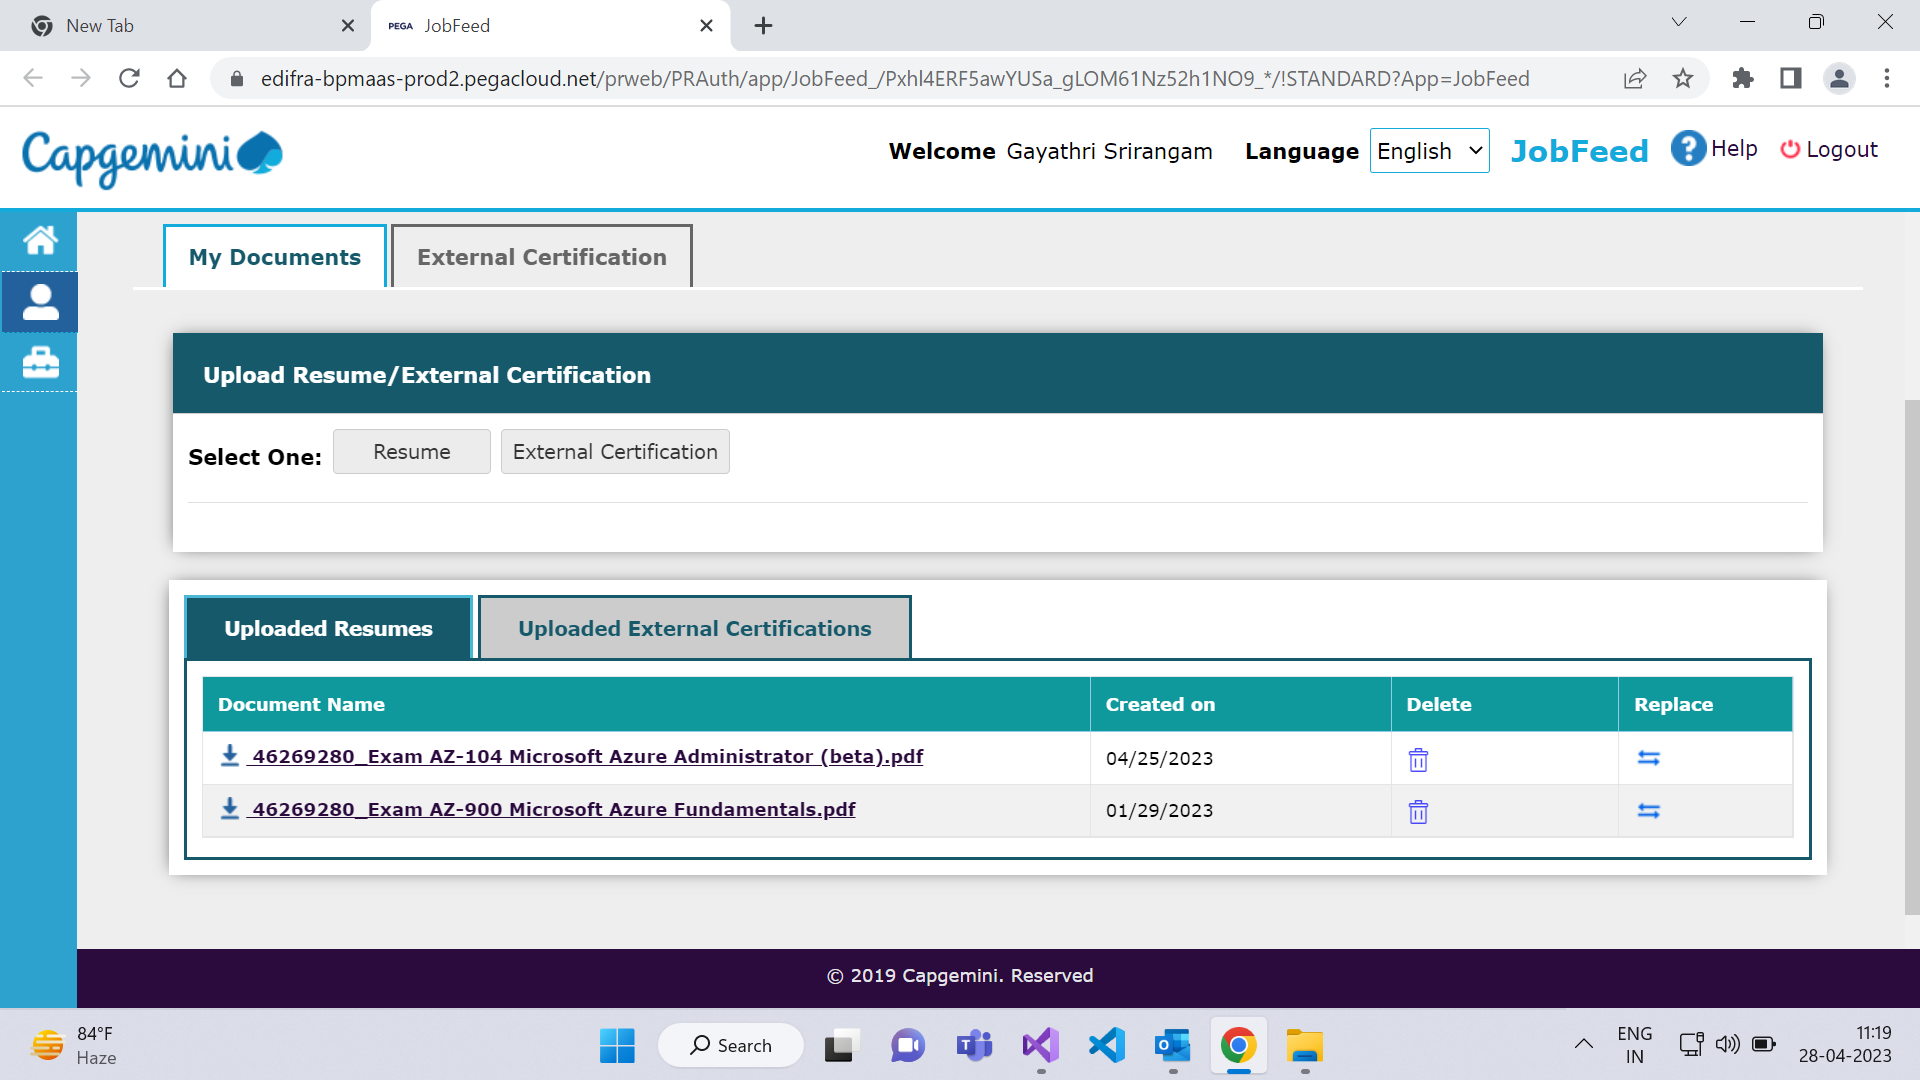 New Tab
PEGA JobFeed
edifra-bpmaas-prod2.pegacloud.net/prweb/PRAuth/app/JobFeed_/Pxhl4ERF5awYUSa_gLOM61Nz52h1NO9_*/!STANDARD?App=JobFeed
Capgemini
Welcome Gayathri Srirangam Language English JobFeed ? Help Logout
My Documents External Certification
Upload Resume/External Certification
Select One: Resume External Certification
Uploaded Resumes Uploaded External Certifications
Document Name Created on Delete Replace
46269280_Exam AZ-104 Microsoft Azure Administrator (beta).pdf 04/25/2023
46269280_Exam AZ-900 Microsoft Azure Fundamentals.pdf 01/29/2023
© 2019 Capgemini. Reserved
84°F
Haze
Search
ENG
IN
11:19
28-04-2023